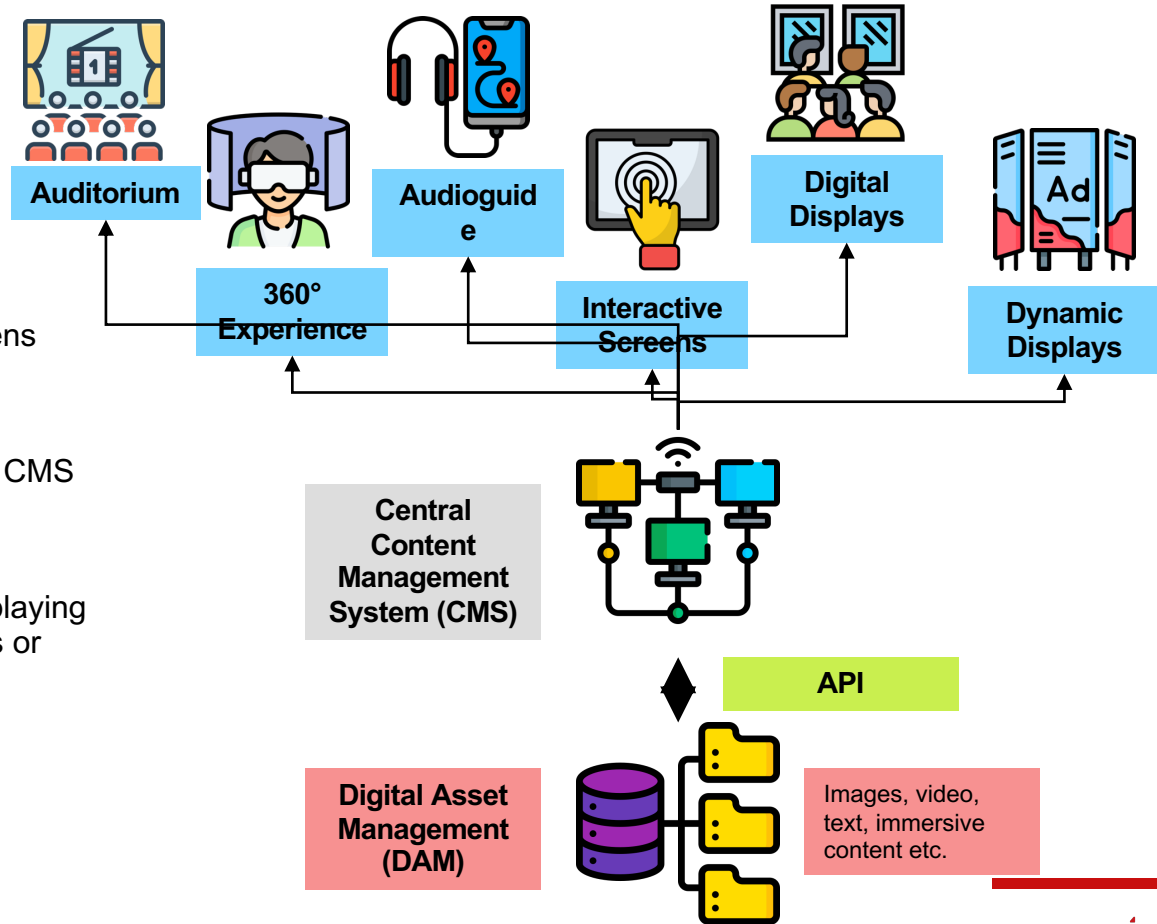 1
Auditorium
360°
Experience
Audioguid
e
Interactive
Screens
Digital
Displays
Ad
Dynamic
Displays
ens
CMS
playing
s or
Central
Content
Management
System (CMS)
API
Digital Asset
Management
(DAM)
Images, video,
text, immersive
content etc.